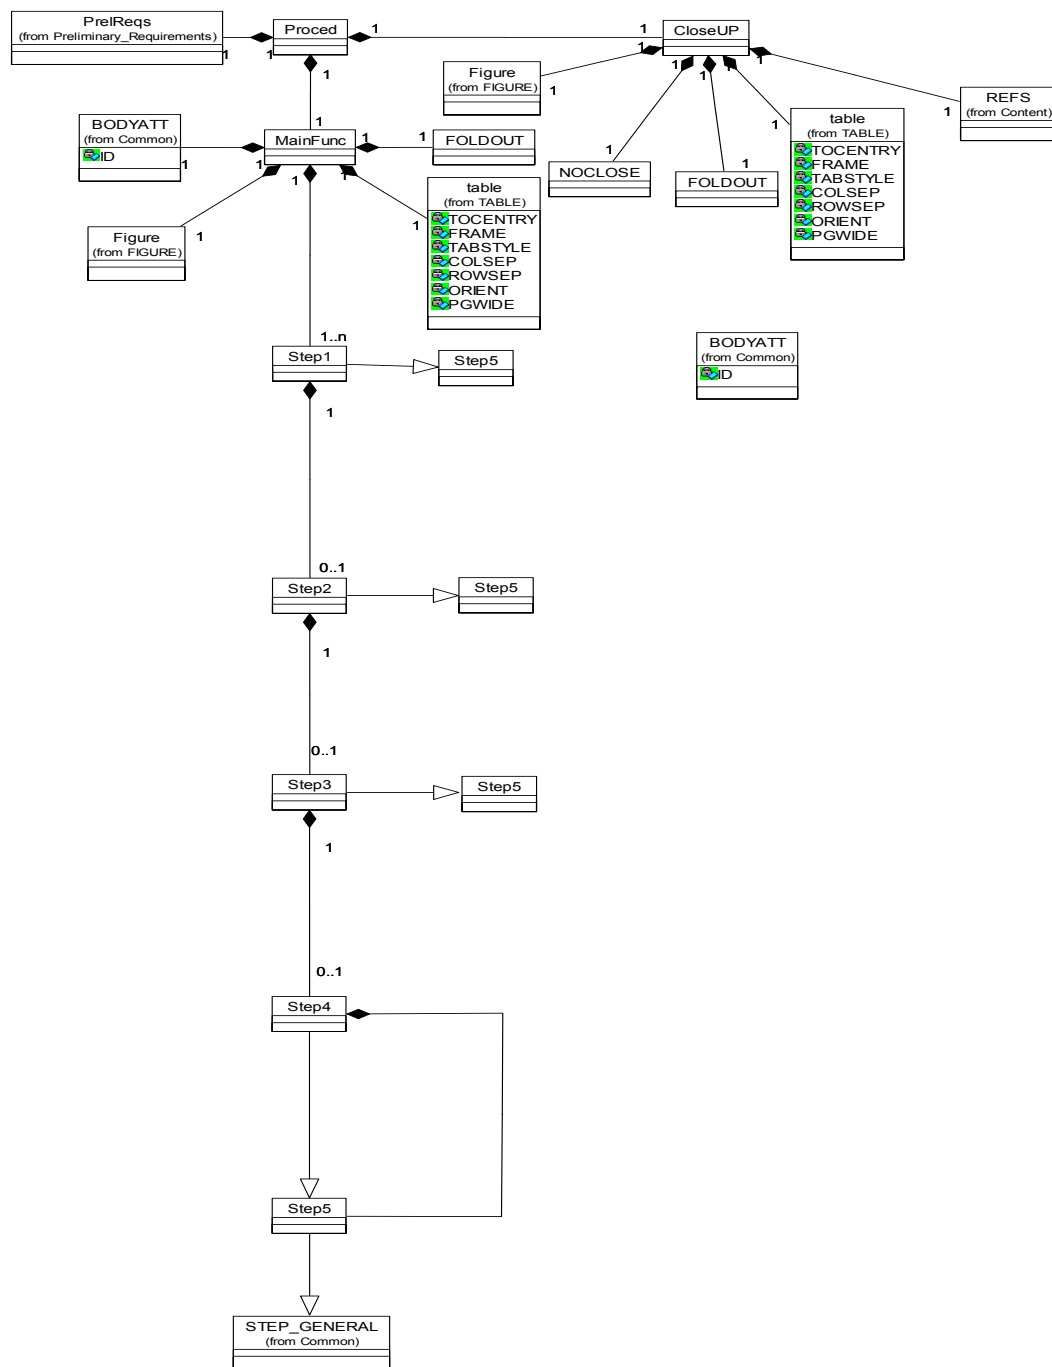 PrelReqs
(from Preliminary_Requirements)
1
1
Proced
1
1
1
CloseUP
1
1
1
1
1
Figure
(from FIGURE)
1
REFS
(from Content)
1
table
(from TABLE)
TOCENTRY
FRAME
TABSTYLE
COLSEP
ROWSEP
ORIENT
PGWIDE
1
NOCLOSE
1
FOLDOUT
1
1
BODYATT
(from Common)
ID
1
MainFunc
1
1
1
1
1
FOLDOUT
1
Figure
(from FIGURE)
1
table
(from TABLE)
TOCENTRY
FRAME
TABSTYLE
COLSEP
ROWSEP
ORIENT
PGWIDE
1
BODYATT
(from Common)
ID
1..n
Step1
Step5
1
0..1
Step2
Step5
1
0..1
Step3
Step5
1
0..1
Step4
Step5
STEP_GENERAL
(from Common)